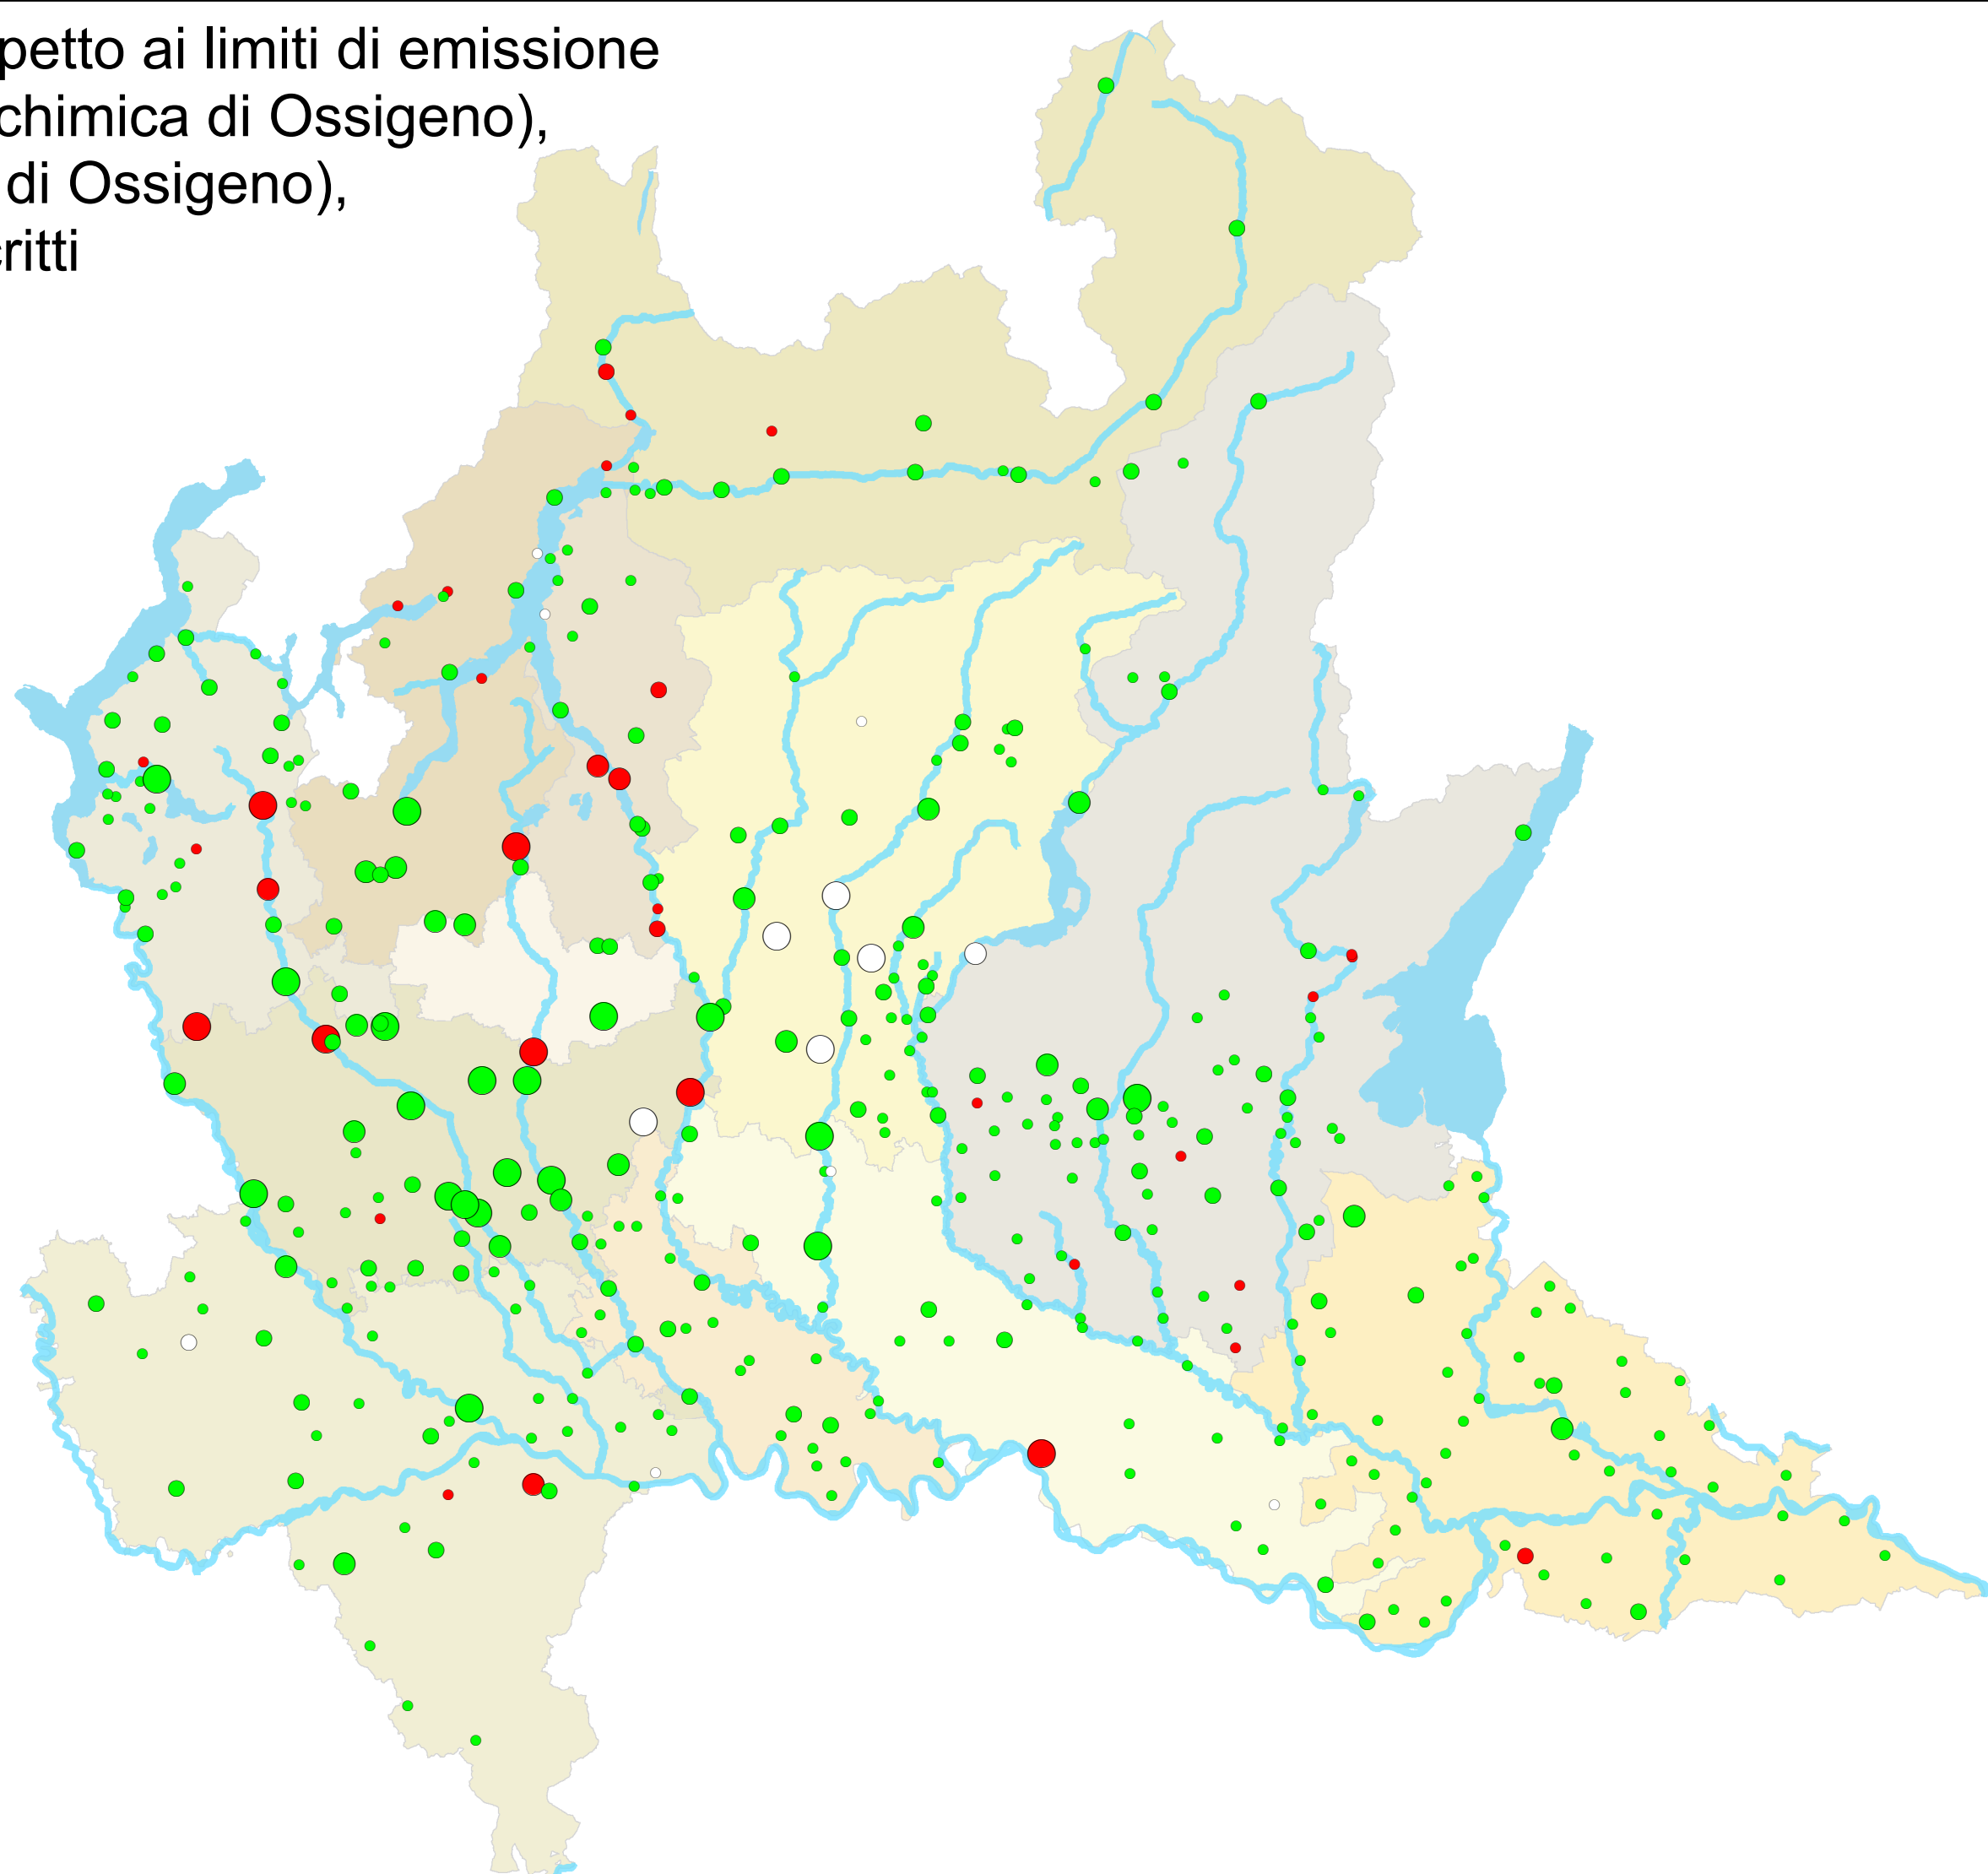 petto ai limiti di emissione
chimica di Ossigeno),
di Ossigeno),
ritti